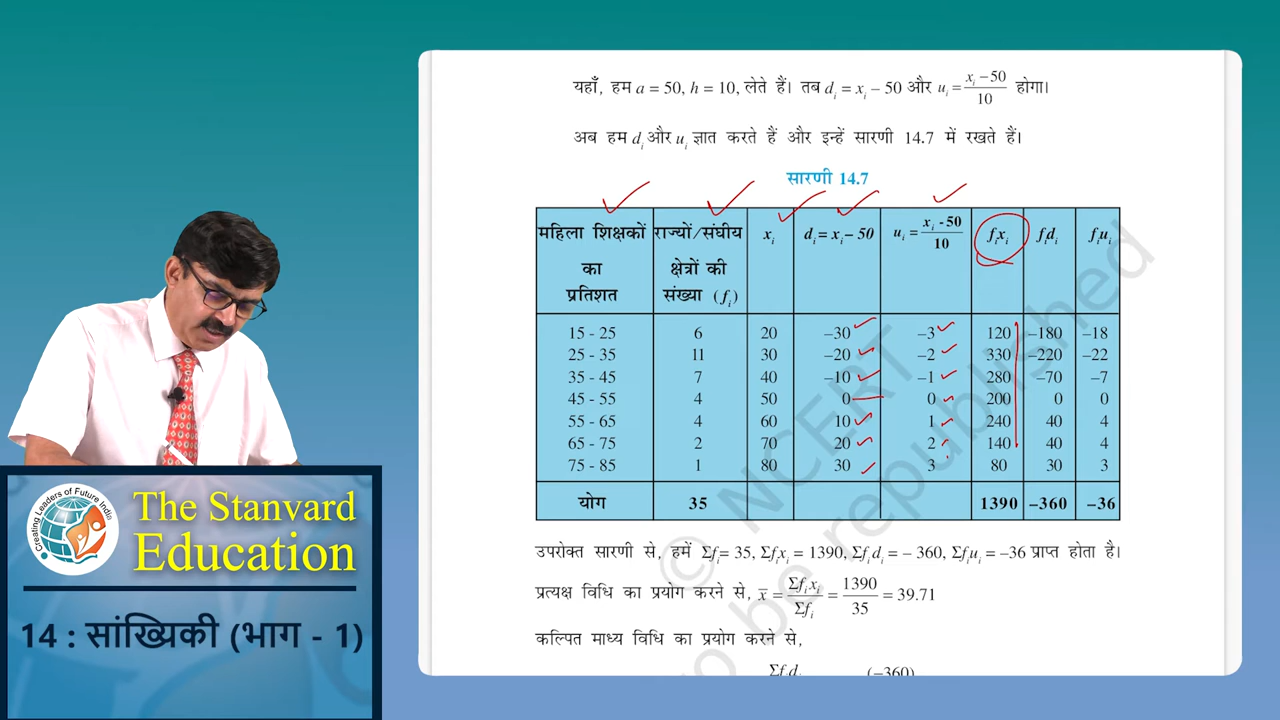 यहाँ, हम a = 50, h = 10, लेते हैं। तब dᵢ = xᵢ – 50 और uᵢ = (xᵢ – 50)/10 होगा।
अब हम dᵢ और uᵢ ज्ञात करते हैं और इन्हें सारणी 14.7 में रखते हैं।
सारणी 14.7
महिला शिक्षकों का प्रतिशत | राज्यों/संघीय क्षेत्रों की संख्या (fᵢ) | xᵢ | dᵢ = xᵢ – 50 | uᵢ = (xᵢ - 50)/10 | fᵢxᵢ | fᵢdᵢ | fᵢuᵢ
15 - 25 | 6 | 20 | –30 | –3 | 120 | –180 | –18
25 - 35 | 11 | 30 | –20 | –2 | 330 | –220 | –22
35 - 45 | 7 | 40 | –10 | –1 | 280 | –70 | –7
45 - 55 | 4 | 50 | 0 | 0 | 200 | 0 | 0
55 - 65 | 4 | 60 | 10 | 1 | 240 | 40 | 4
65 - 75 | 2 | 70 | 20 | 2 | 140 | 40 | 4
75 - 85 | 1 | 80 | 30 | 3 | 80 | 30 | 3
योग | 35 | 1390 | –360 | –36
उपरोक्त सारणी से, हमें Σfᵢ = 35, Σfᵢxᵢ = 1390, Σfᵢdᵢ = – 360, Σfᵢuᵢ = –36 प्राप्त होता है।
प्रत्यक्ष विधि का प्रयोग करने से, x̄ = Σfᵢxᵢ/Σfᵢ = 1390/35 = 39.71
कल्पित माध्य विधि का प्रयोग करने से,
Σfᵢdᵢ (–360)
© NCERT
to be republished
Creating Leaders of Future India
The Stanvard
Education
14 : सांख्यिकी (भाग - 1)